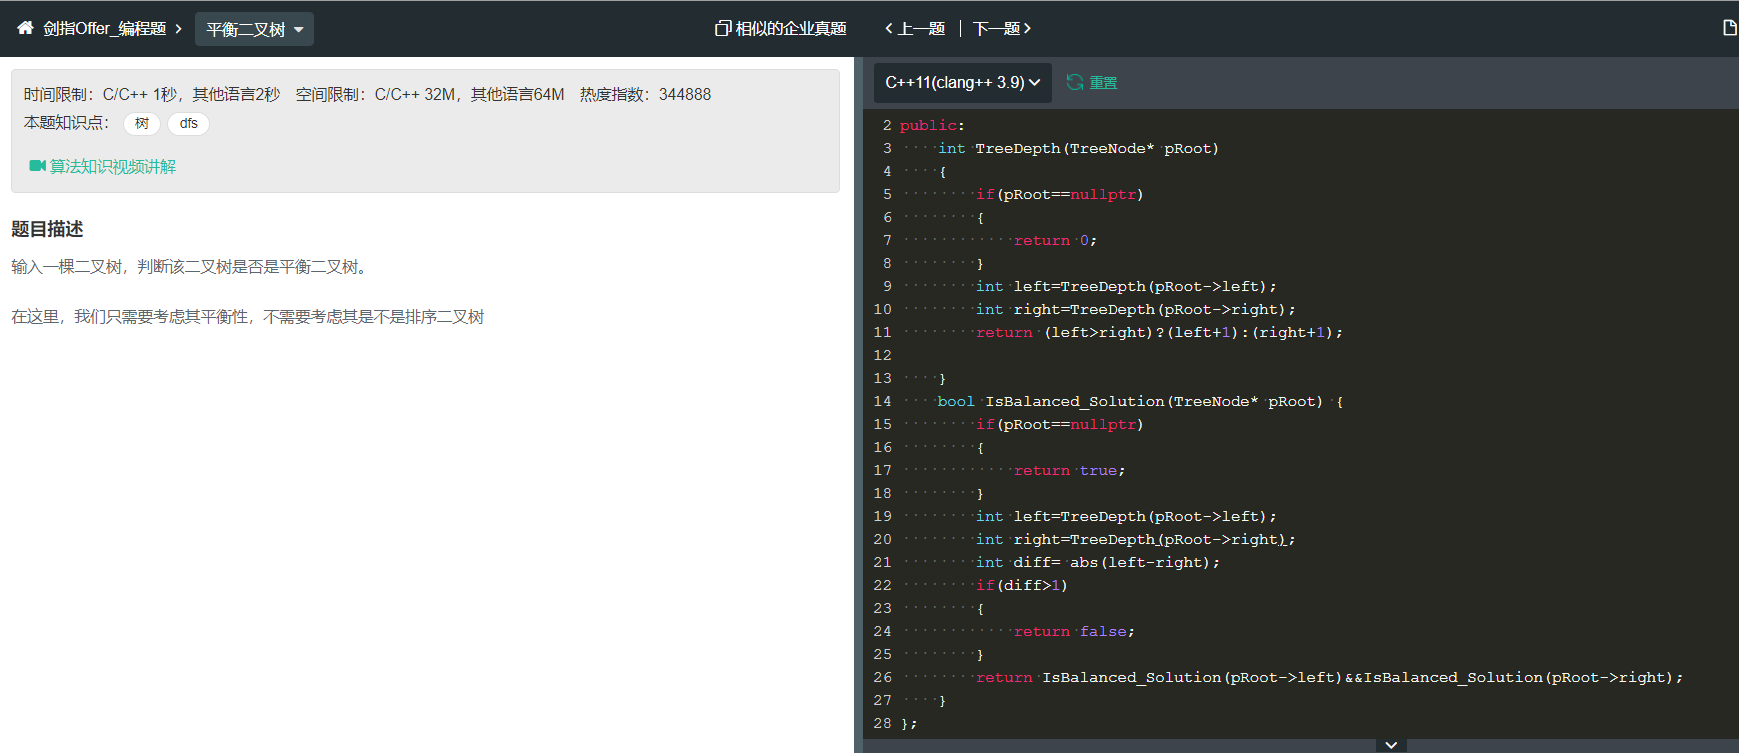 剑指Offer_编程题 > 平衡二叉树 相似的企业真题 <上一题 | 下一题>
时间限制：C/C++ 1秒，其他语言2秒 空间限制：C/C++ 32M，其他语言64M 热度指数：344888
本题知识点： 树 dfs
算法知识视频讲解
题目描述
输入一棵二叉树，判断该二叉树是否是平衡二叉树。
在这里，我们只需要考虑其平衡性，不需要考虑其是不是排序二叉树
C++11(clang++ 3.9) 重置
2 public:
3     int TreeDepth(TreeNode* pRoot)
4     {
5         if(pRoot==nullptr)
6         {
7             return 0;
8         }
9         int left=TreeDepth(pRoot->left);
10         int right=TreeDepth(pRoot->right);
11         return (left>right)?(left+1):(right+1);
12
13     }
14     bool IsBalanced_Solution(TreeNode* pRoot) {
15         if(pRoot==nullptr)
16         {
17             return true;
18         }
19         int left=TreeDepth(pRoot->left);
20         int right=TreeDepth(pRoot->right);
21         int diff= abs(left-right);
22         if(diff>1)
23         {
24             return false;
25         }
26         return IsBalanced_Solution(pRoot->left)&&IsBalanced_Solution(pRoot->right);
27     }
28 };